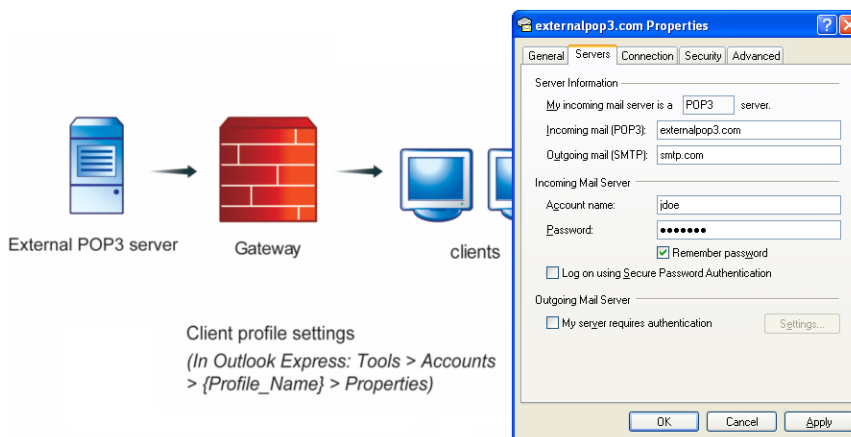 External POP3 server
Gateway
clients
Client profile settings
(In Outlook Express: Tools > Accounts
> {Profile_Name} > Properties)
externalpop3.com Properties
General Servers Connection Security Advanced
Server Information
My incoming mail server is a POP3 server.
Incoming mail (POP3): externalpop3.com
Outgoing mail (SMTP): smtp.com
Incoming Mail Server
Account name: jdoe
Password: •••••••
Remember password
Log on using Secure Password Authentication
Outgoing Mail Server
My server requires authentication Settings...
OK Cancel Apply